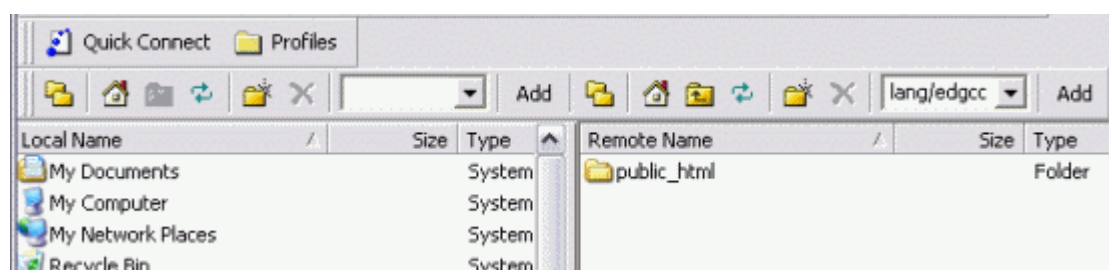 Quick Connect Profiles
Add lang/edgcc Add
Local Name Size Type Remote Name Size Type
My Documents System public_html Folder
My Computer System
My Network Places System
Recycle Bin System